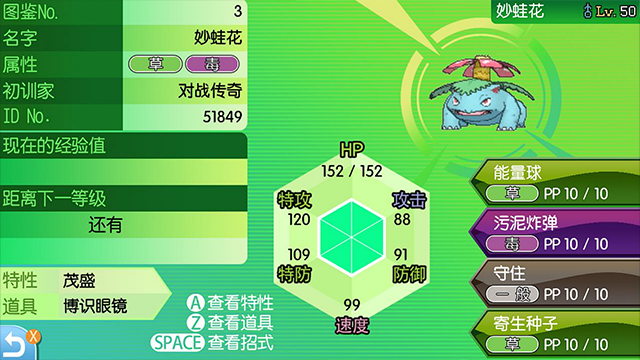 图鉴No. 3
名字 妙蛙花
属性 草 毒
初训家 对战传奇
ID No. 51849
现在的经验值
距离下一等级
还有
特性 茂盛
道具 博识眼镜
X
妙蛙花 Lv. 50
HP
152 / 152
特攻 攻击
120 88
109 91
特防 防御
99
速度
A 查看特性
Z 查看道具
SPACE 查看招式
能量球
草 PP 10 / 10
污泥炸弹
毒 PP 10 / 10
守住
一般 PP 10 / 10
寄生种子
草 PP 10 / 10